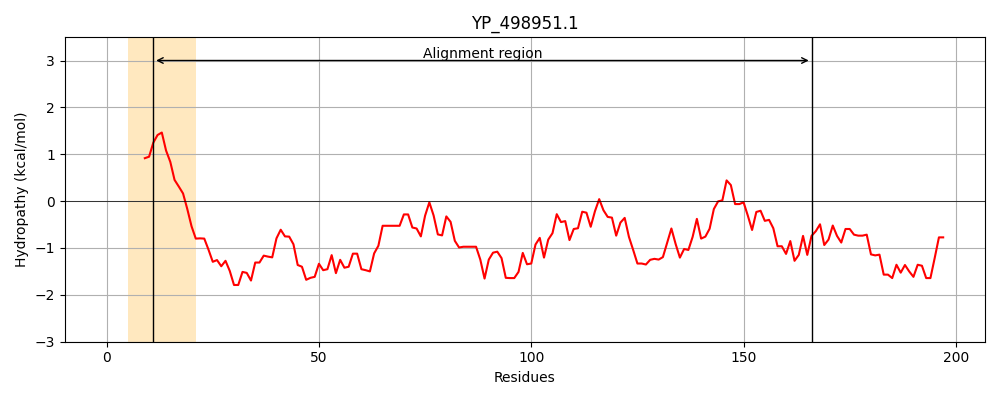 YP_498951.1
Alignment region
Hydropathy (kcal/mol)
3
2
1
0
−1
−2
−3
0 50 100 150 200
Residues